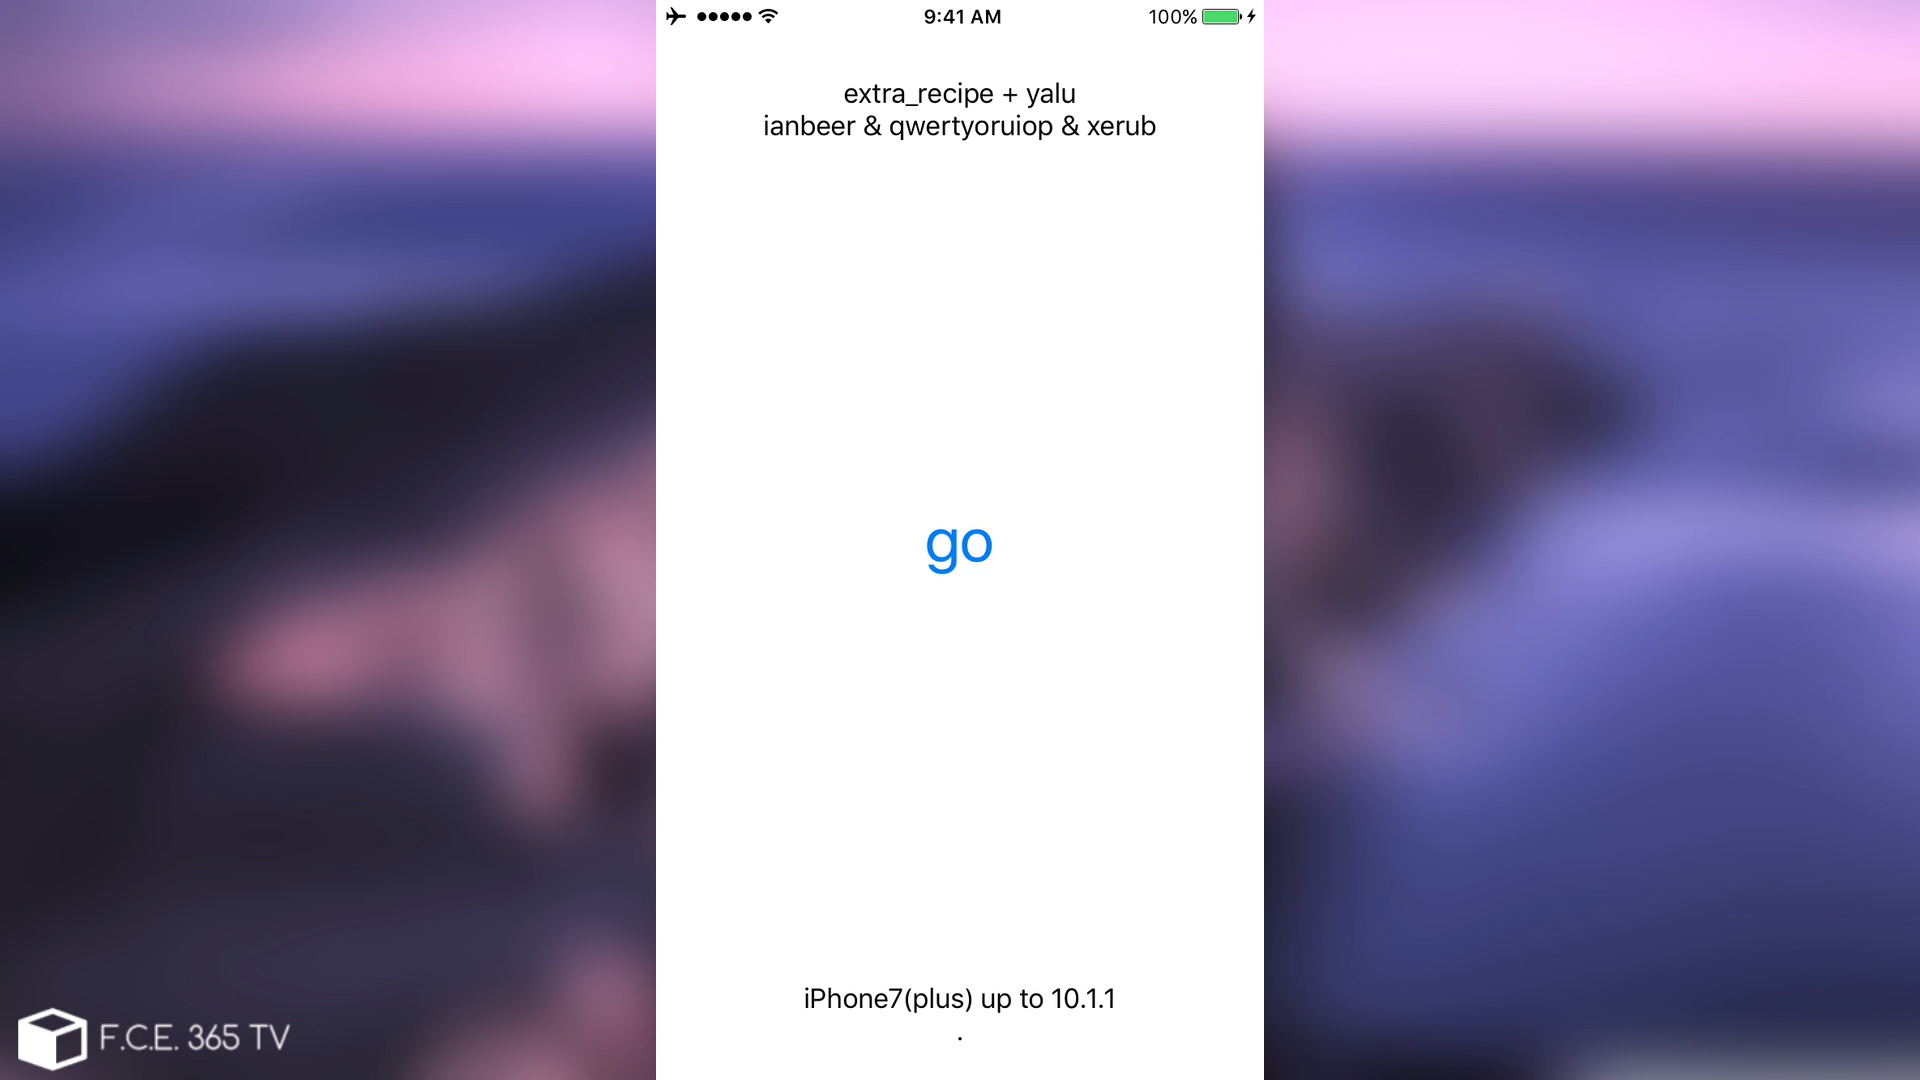 9:41 AM
100%
extra_recipe + yalu
ianbeer & qwertyoruiop & xerub
go
iPhone7(plus) up to 10.1.1
.
F.C.E. 365 TV